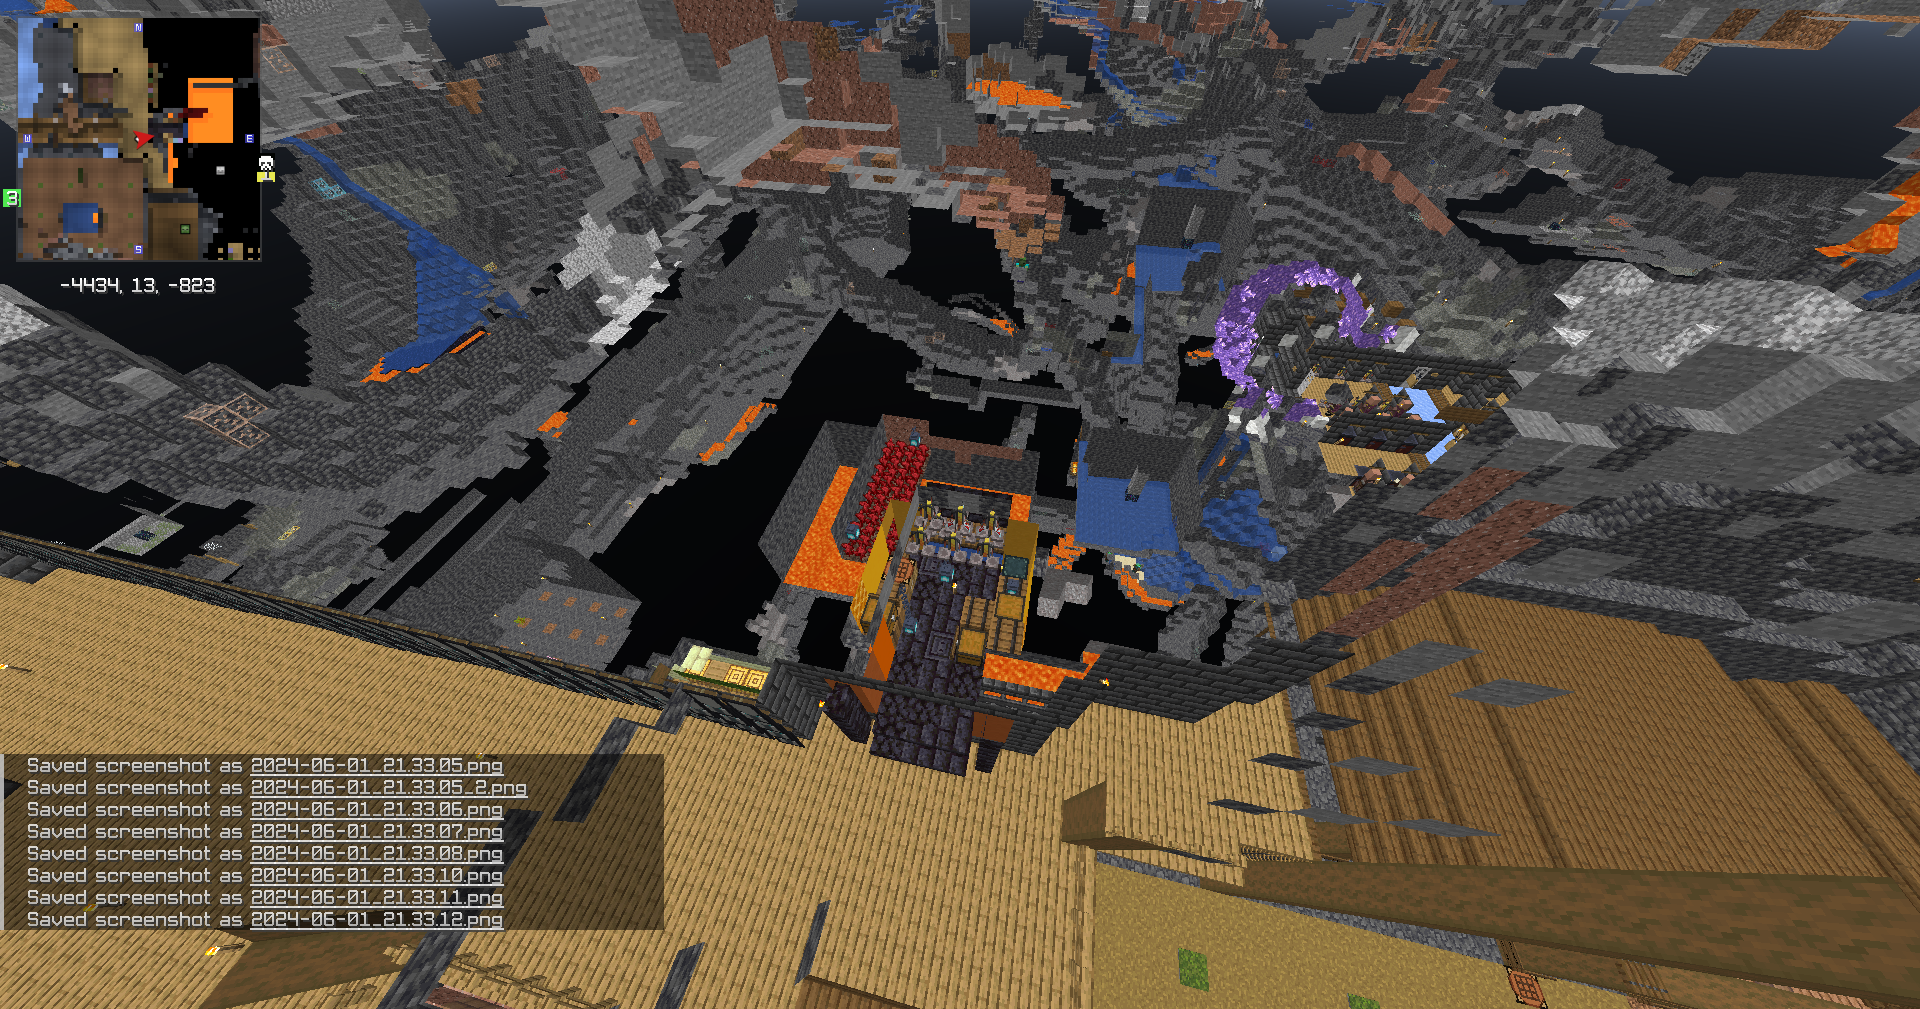 N
W
E
3
S
-4434, 13, -823
Saved screenshot as 2024-06-01_21.33.05.png
Saved screenshot as 2024-06-01_21.33.05_2.png
Saved screenshot as 2024-06-01_21.33.06.png
Saved screenshot as 2024-06-01_21.33.07.png
Saved screenshot as 2024-06-01_21.33.08.png
Saved screenshot as 2024-06-01_21.33.10.png
Saved screenshot as 2024-06-01_21.33.11.png
Saved screenshot as 2024-06-01_21.33.12.png